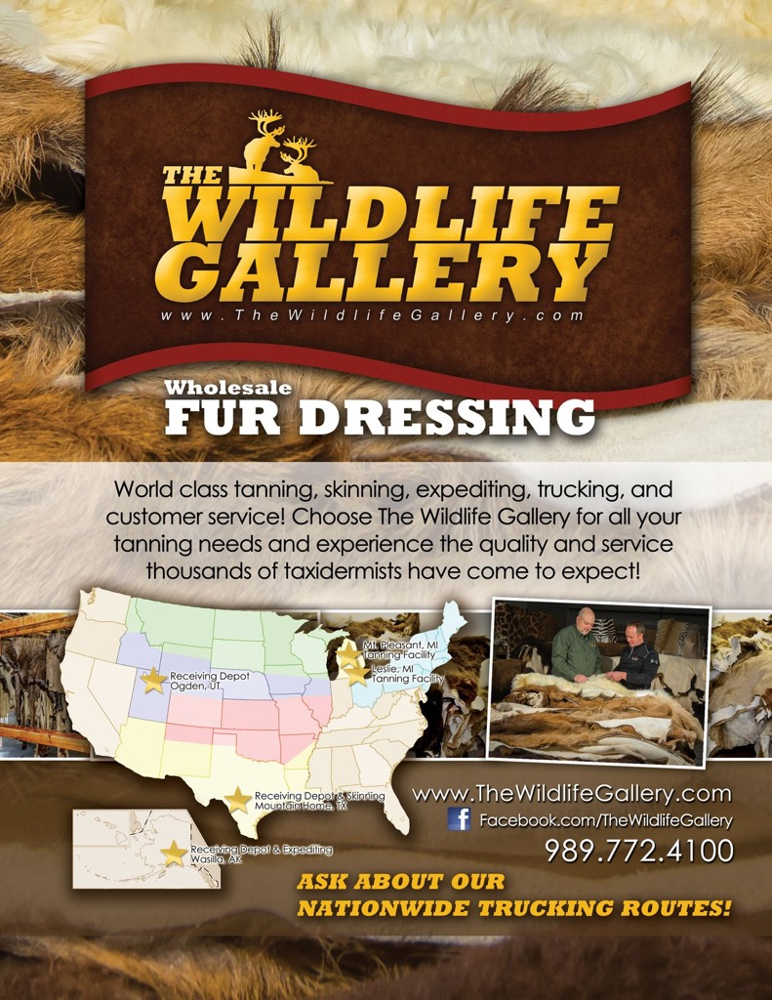 THE
WILDLIFE
GALLERY
www.TheWildlifeGallery.com
Wholesale
FUR DRESSING
World class tanning, skinning, expediting, trucking, and
customer service! Choose The Wildlife Gallery for all your
tanning needs and experience the quality and service
thousands of taxidermists have come to expect!
Mt. Pleasant, MI
Tanning Facility
Leslie, MI
Tanning Facility
Receiving Depot
Ogden, UT
Receiving Depot & Skinning
Mountain Home, TX
Receiving Depot & Expediting
Wasilla, AK
www.TheWildlifeGallery.com
f Facebook.com/TheWildlifeGallery
989.772.4100
ASK ABOUT OUR
NATIONWIDE TRUCKING ROUTES!